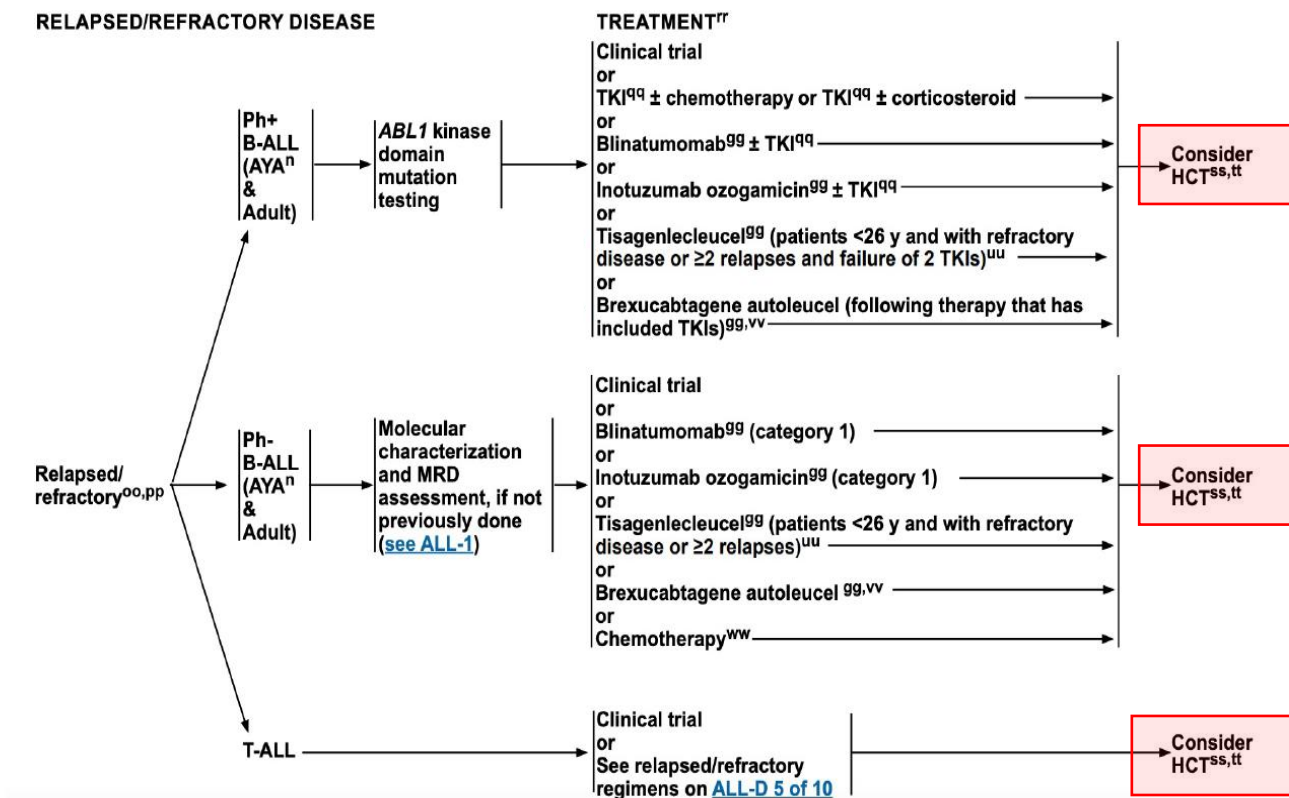 RELAPSED/REFRACTORY DISEASE
TREATMENTrr
Relapsed/
refractoryoo,pp
Ph+
B-ALL
(AYAn
&
Adult)
ABL1 kinase
domain
mutation
testing
Clinical trial
or
TKIqq ± chemotherapy or TKIqq ± corticosteroid
or
Blinatumomabgg ± TKIqq
or
Inotuzumab ozogamicingg ± TKIqq
or
Tisagenlecleucelgg (patients <26 y and with refractory
disease or ≥2 relapses and failure of 2 TKIs)uu
or
Brexucabtagene autoleucel (following therapy that has
included TKIs)gg,vv
Consider
HCTss,tt
Ph-
B-ALL
(AYAn
&
Adult)
Molecular
characterization
and MRD
assessment, if not
previously done
(see ALL-1)
Clinical trial
or
Blinatumomabgg (category 1)
or
Inotuzumab ozogamicingg (category 1)
or
Tisagenlecleucelgg (patients <26 y and with refractory
disease or ≥2 relapses)uu
or
Brexucabtagene autoleucel gg,vv
or
Chemotherapyww
Consider
HCTss,tt
T-ALL
Clinical trial
or
See relapsed/refractory
regimens on ALL-D 5 of 10
Consider
HCTss,tt